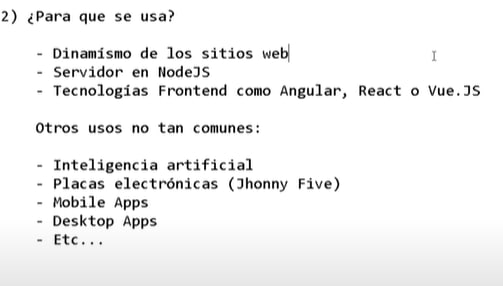 2) ¿Para que se usa?
- Dinamísmo de los sitios web
- Servidor en NodeJS
- Tecnologías Frontend como Angular, React o Vue.JS
Otros usos no tan comunes:
- Inteligencia artificial
- Placas electrónicas (Jhonny Five)
- Mobile Apps
- Desktop Apps
- Etc...